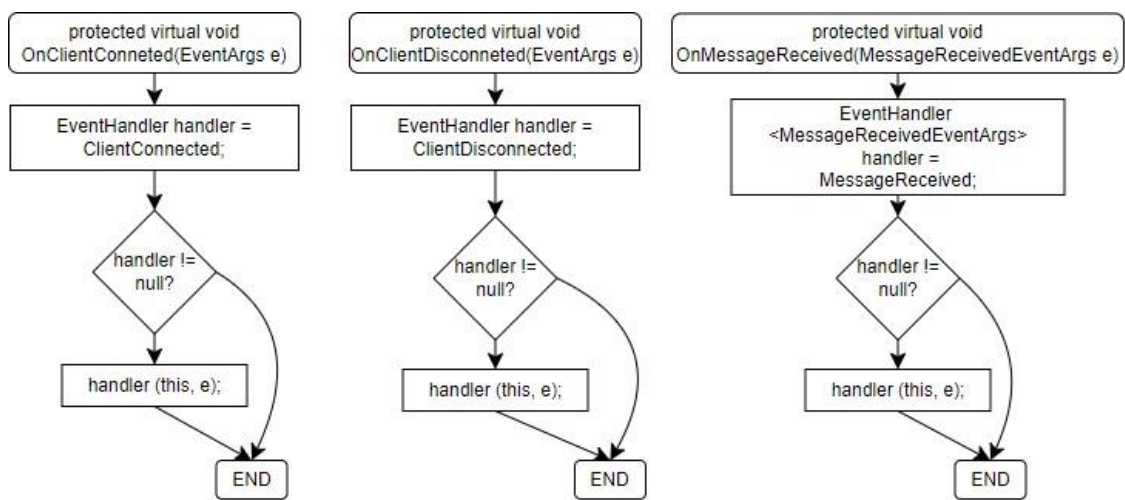 protected virtual void
OnClientConneted(EventArgs e)
EventHandler handler =
ClientConnected;
handler !=
null?
handler (this, e);
END
protected virtual void
OnClientDisconneted(EventArgs e)
EventHandler handler =
ClientDisconnected;
handler !=
null?
handler (this, e);
END
protected virtual void
OnMessageReceived(MessageReceivedEventArgs e)
EventHandler
<MessageReceivedEventArgs>
handler =
MessageReceived;
handler !=
null?
handler (this, e);
END